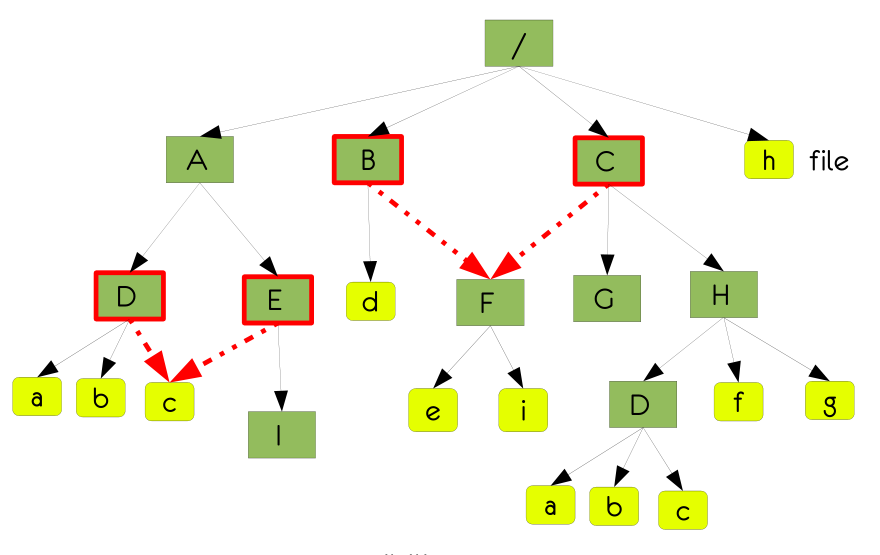 /
A B C h file
D E d F G H
a b c I e i D f g
a b c